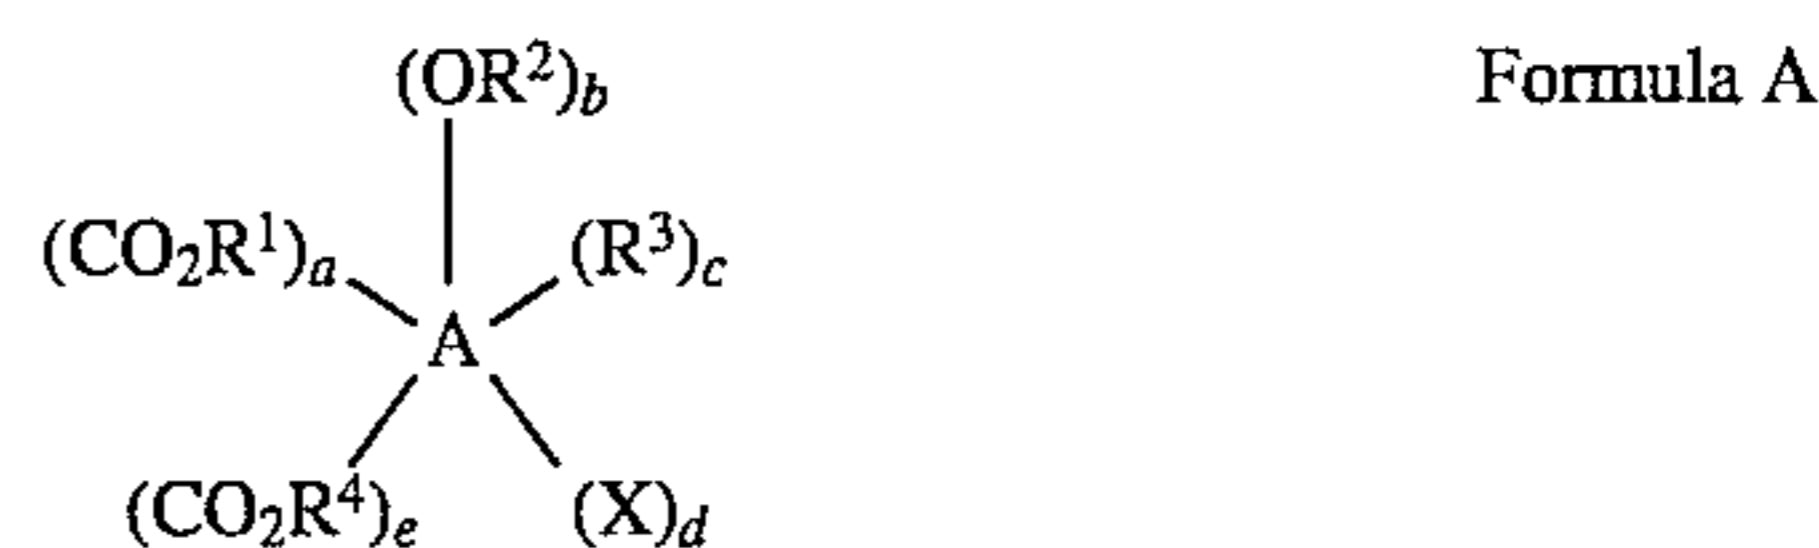 (OR²)b Formula A
(CO₂R¹)a (R³)c
A
(CO₂R⁴)e (X)d